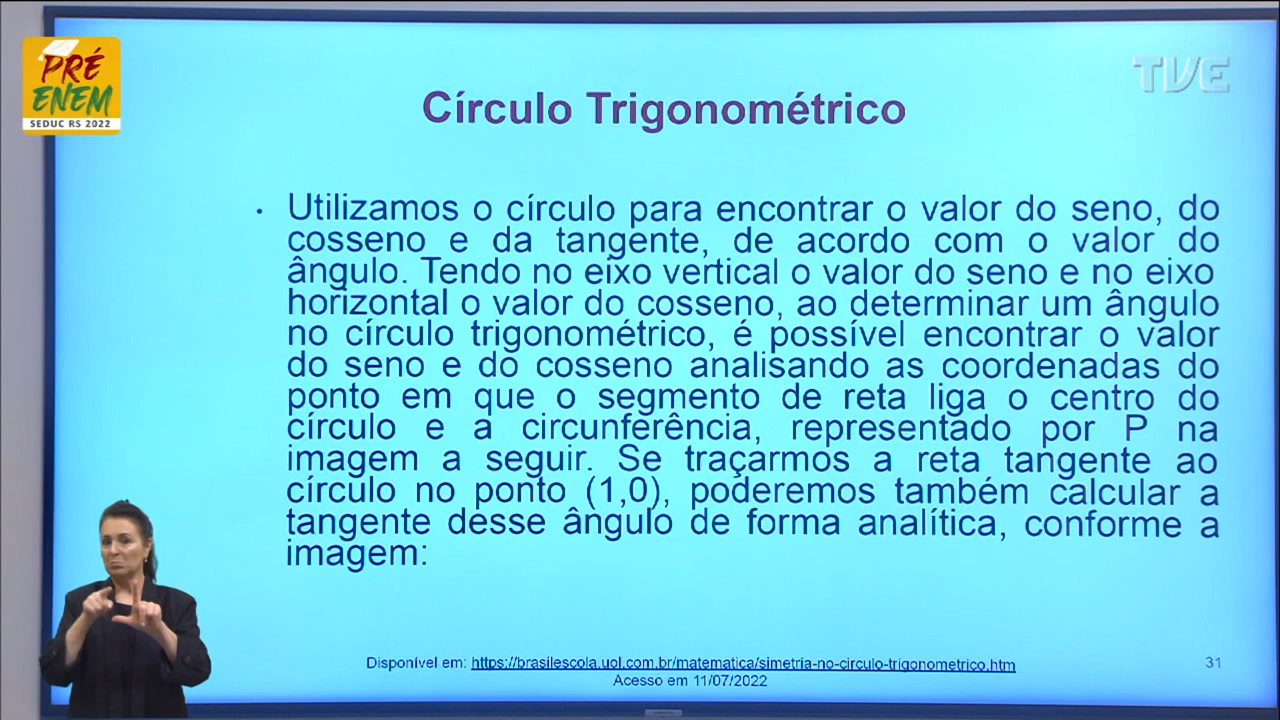 PRÉ
ENEM
SEDUC RS 2022
TVE
Círculo Trigonométrico
• Utilizamos o círculo para encontrar o valor do seno, do
cosseno e da tangente, de acordo com o valor do
ângulo. Tendo no eixo vertical o valor do seno e no eixo
horizontal o valor do cosseno, ao determinar um ângulo
no círculo trigonométrico, é possível encontrar o valor
do seno e do cosseno analisando as coordenadas do
ponto em que o segmento de reta liga o centro do
círculo e a circunferência, representado por P na
imagem a seguir. Se traçarmos a reta tangente ao
círculo no ponto (1,0), poderemos também calcular a
tangente desse ângulo de forma analítica, conforme a
imagem:
Disponível em: https://brasilescola.uol.com.br/matematica/simetria-no-circulo-trigonometrico.htm
Acesso em 11/07/2022
31